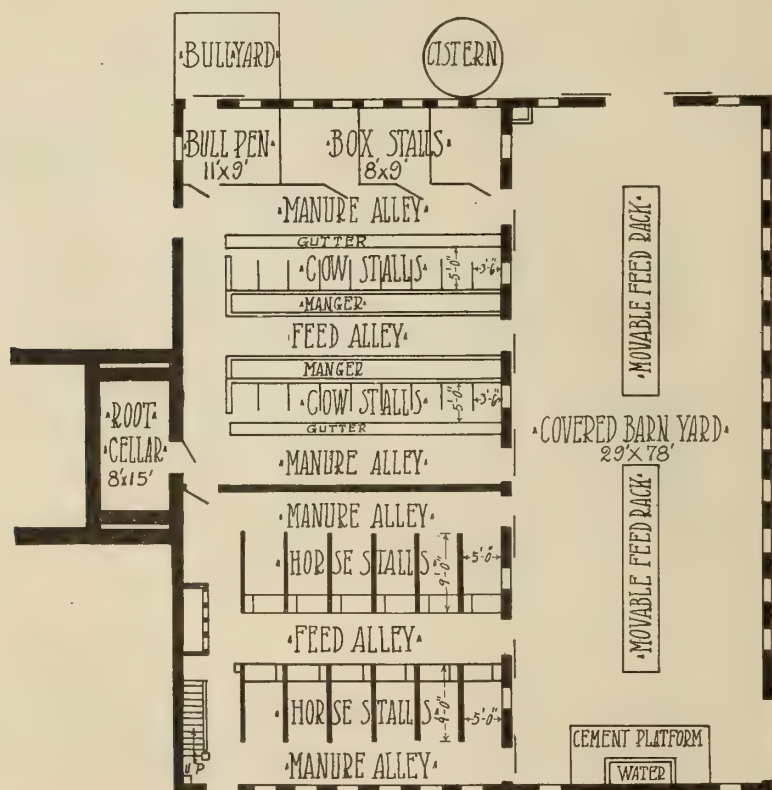 BULLYARD
CISTERN
BULL PEN
11'x9'
BOX STALLS
8'x9'
MANURE ALLEY
GUTTER
COW STALLS
5'-0"
3'-6"
MANGER
FEED ALLEY
MANGER
COW STALLS
5'-0"
3'-6"
GUTTER
MANURE ALLEY
ROOT
CELLAR
8'x15'
MOVABLE FEED RACK
COVERED BARN YARD
29'x78'
MOVABLE FEED RACK
MANURE ALLEY
HORSE STALLS
9'-0"
5'-0"
FEED ALLEY
HORSE STALLS
9'-0"
5'-0"
MANURE ALLEY
UP
CEMENT PLATFORM
WATER